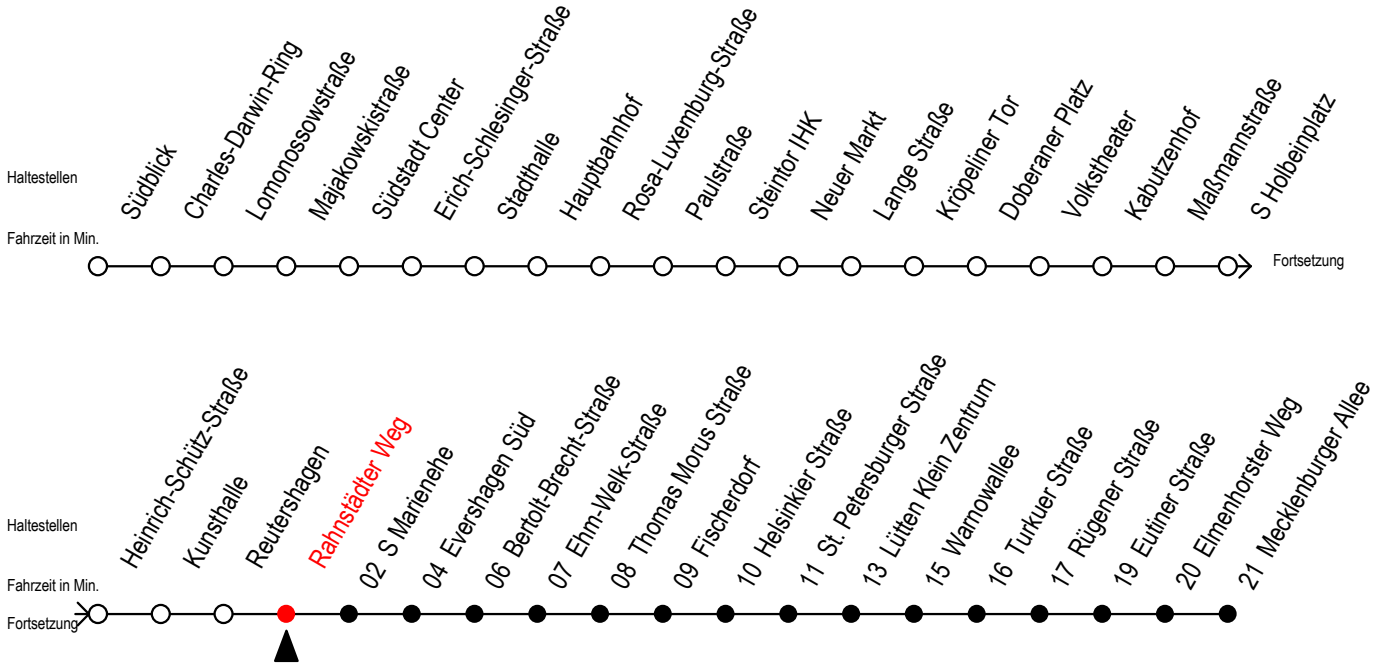 Haltestellen
Südblick
Charles-Darwin-Ring
Lomonossowstraße
Majakowskistraße
Südstadt Center
Erich-Schlesinger-Straße
Stadthalle
Hauptbahnhof
Rosa-Luxemburg-Straße
Paulstraße
Steintor IHK
Neuer Markt
Lange Straße
Kröpeliner Tor
Doberaner Platz
Volkstheater
Kabutzenhof
Maßmannstraße
S Holbeinplatz
Fahrzeit in Min.
Fortsetzung
Haltestellen
Heinrich-Schütz-Straße
Kunsthalle
Reutershagen
Rahnstädter Weg
02 S Marienehe
04 Evershagen Süd
06 Bertolt-Brecht-Straße
07 Ehm-Welk-Straße
08 Thomas Morus Straße
09 Fischerdorf
10 Helsinkier Straße
11 St. Petersburger Straße
13 Lütten Klein Zentrum
15 Warnowallee
16 Turkuer Straße
17 Rügener Straße
19 Eutiner Straße
20 Elmenhorster Weg
21 Mecklenburger Allee
Fahrzeit in Min.
Fortsetzung